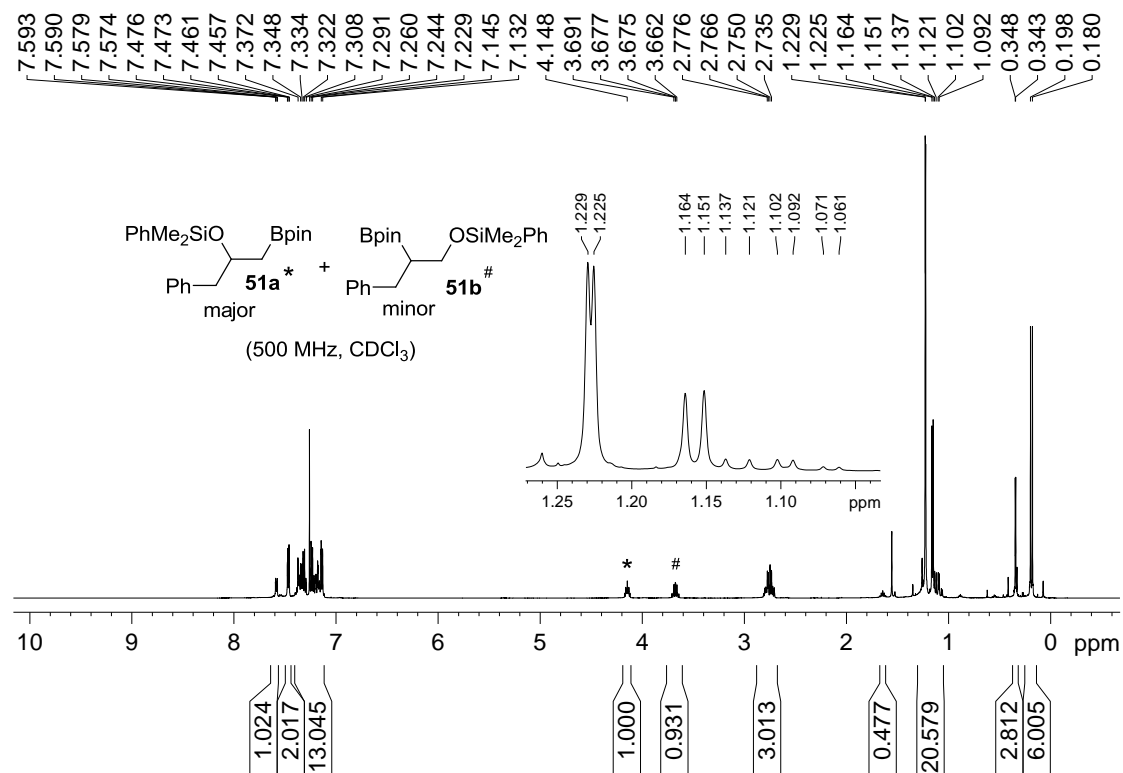 7.593 7.590 7.579 7.574 7.476 7.473 7.461 7.457 7.372 7.348 7.334 7.322 7.308 7.291 7.260 7.244 7.229 7.145 7.132 4.148 3.691 3.677 3.675 3.662 2.776 2.766 2.750 2.735 1.229 1.225 1.164 1.151 1.137 1.121 1.102 1.092 0.348 0.343 0.198 0.180
1.229 1.225 1.164 1.151 1.137 1.121 1.102 1.092 1.071 1.061
PhMe₂SiO Bpin Bpin OSiMe₂Ph
+
Ph 51a* Ph 51b#
major minor
(500 MHz, CDCl₃)
1.25 1.20 1.15 1.10 ppm
* #
10 9 8 7 6 5 4 3 2 1 0 ppm
1.024 2.017 13.045 1.000 0.931 3.013 0.477 20.579 2.812 6.005